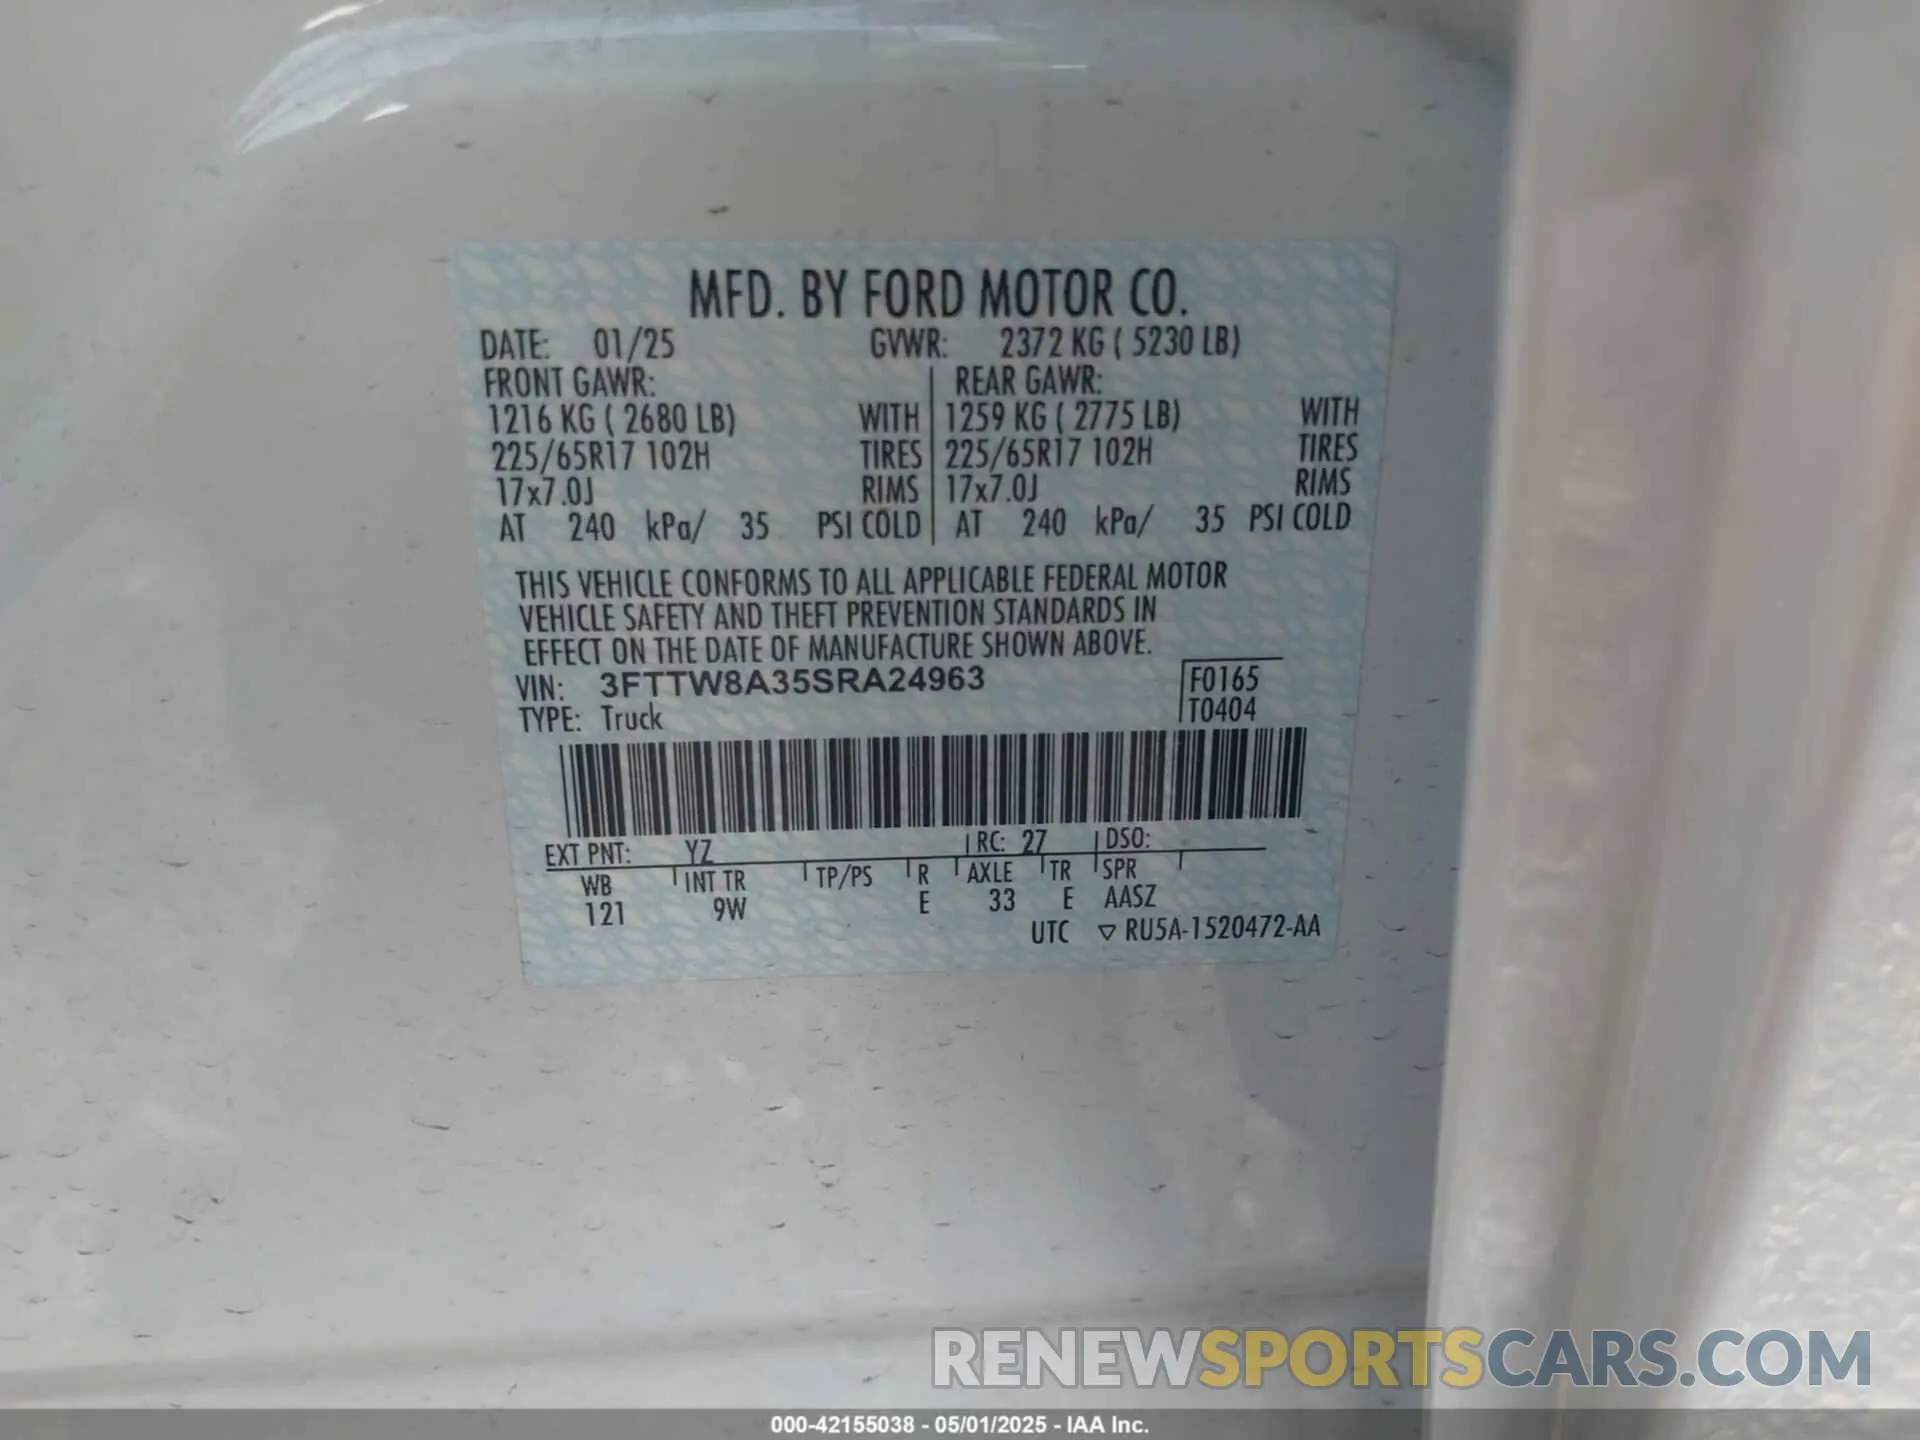 MFD. BY FORD MOTOR CO.
DATE: 01/25 GVWR: 2372 KG ( 5230 LB)
FRONT GAWR: REAR GAWR:
1216 KG ( 2680 LB) WITH 1259 KG ( 2775 LB) WITH
225/65R17 102H TIRES 225/65R17 102H TIRES
17x7.0J RIMS 17x7.0J RIMS
AT 240 kPa/ 35 PSI COLD AT 240 kPa/ 35 PSI COLD
THIS VEHICLE CONFORMS TO ALL APPLICABLE FEDERAL MOTOR
VEHICLE SAFETY AND THEFT PREVENTION STANDARDS IN
EFFECT ON THE DATE OF MANUFACTURE SHOWN ABOVE.
VIN: 3FTTW8A35SRA24963 F0165
TYPE: Truck T0404
EXT PNT: YZ RC: 27 DSO:
WB INT TR TP/PS R AXLE TR SPR
121 9W E 33 E AASZ
UTC ▽ RU5A-1520472-AA
RENEWSPORTSCARS.COM
000-42155038 - 05/01/2025 - IAA Inc.